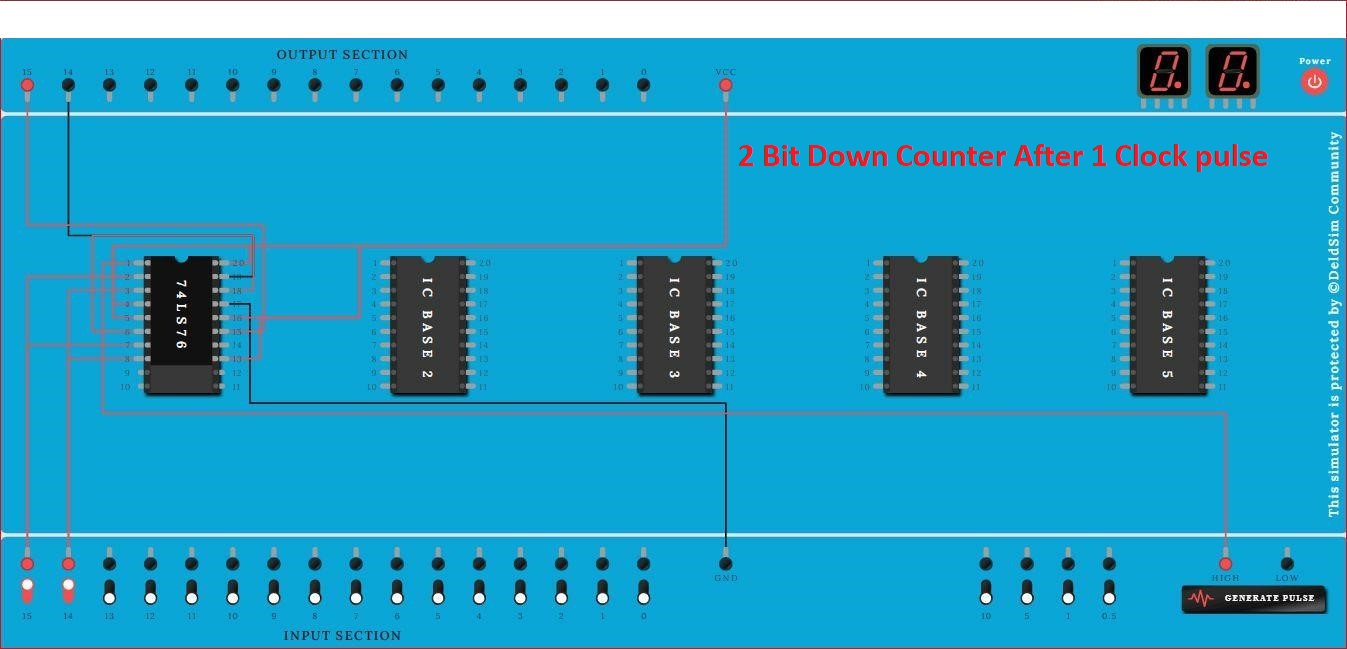 OUTPUT SECTION
15 14 13 12 11 10 9 8 7 6 5 4 3 2 1 0 VCC
Power
2 Bit Down Counter After 1 Clock pulse
This simulator is protected by ©DeldSim Community
1 2 3 4 5 6 7 8 9 10
74LS76
20 19 18 17 16 15 14 13 12 11
1 2 3 4 5 6 7 8 9 10
IC BASE 2
20 19 18 17 16 15 14 13 12 11
1 2 3 4 5 6 7 8 9 10
IC BASE 3
20 19 18 17 16 15 14 13 12 11
1 2 3 4 5 6 7 8 9 10
IC BASE 4
20 19 18 17 16 15 14 13 12 11
1 2 3 4 5 6 7 8 9 10
IC BASE 5
20 19 18 17 16 15 14 13 12 11
GND
HIGH LOW
GENERATE PULSE
15 14 13 12 11 10 9 8 7 6 5 4 3 2 1 0 10 5 1 0.5
INPUT SECTION